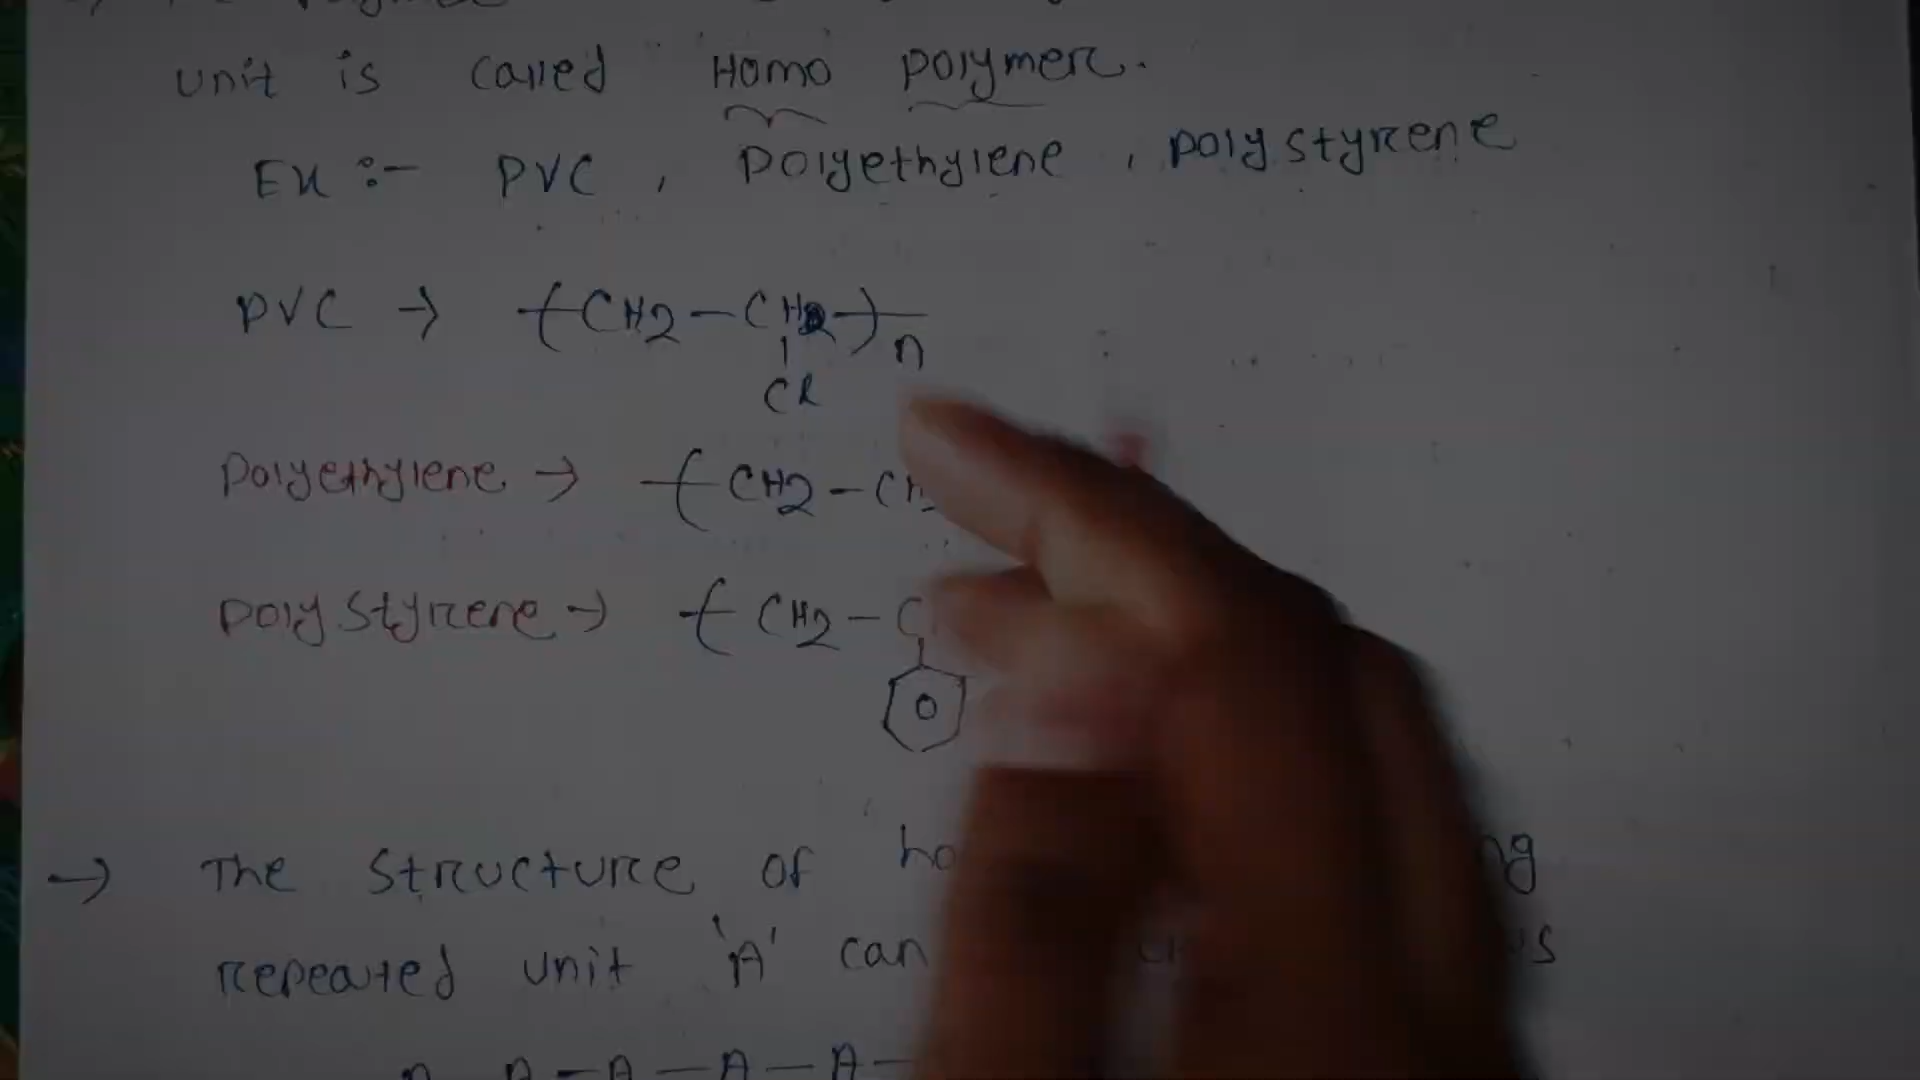 unit is called Homo polymer.
Ex :- PVC, Polyethylene, polystyrene
PVC → -(CH2-CH-)n
Cl
Polyethylene → -(CH2-
Polystyrene → -(CH2-C
The structure of
repeated unit 'A' can
A-A-A-A-